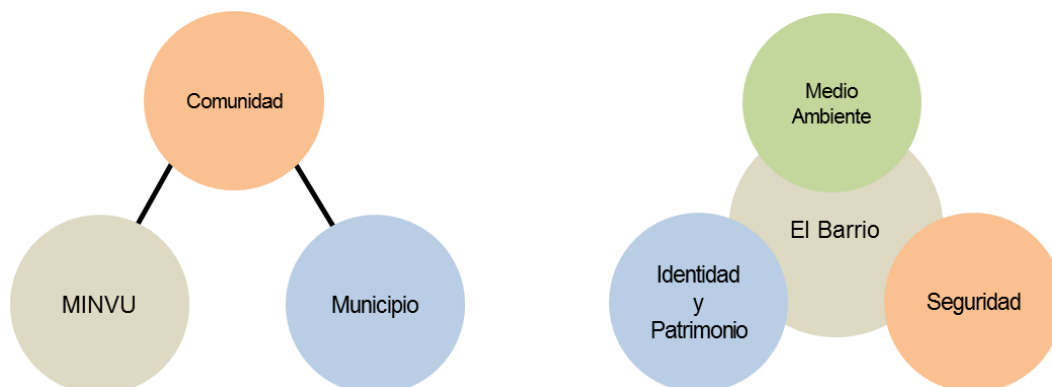 Comunidad
MINVU
Municipio
Medio
Ambiente
El Barrio
Identidad
y
Patrimonio
Seguridad